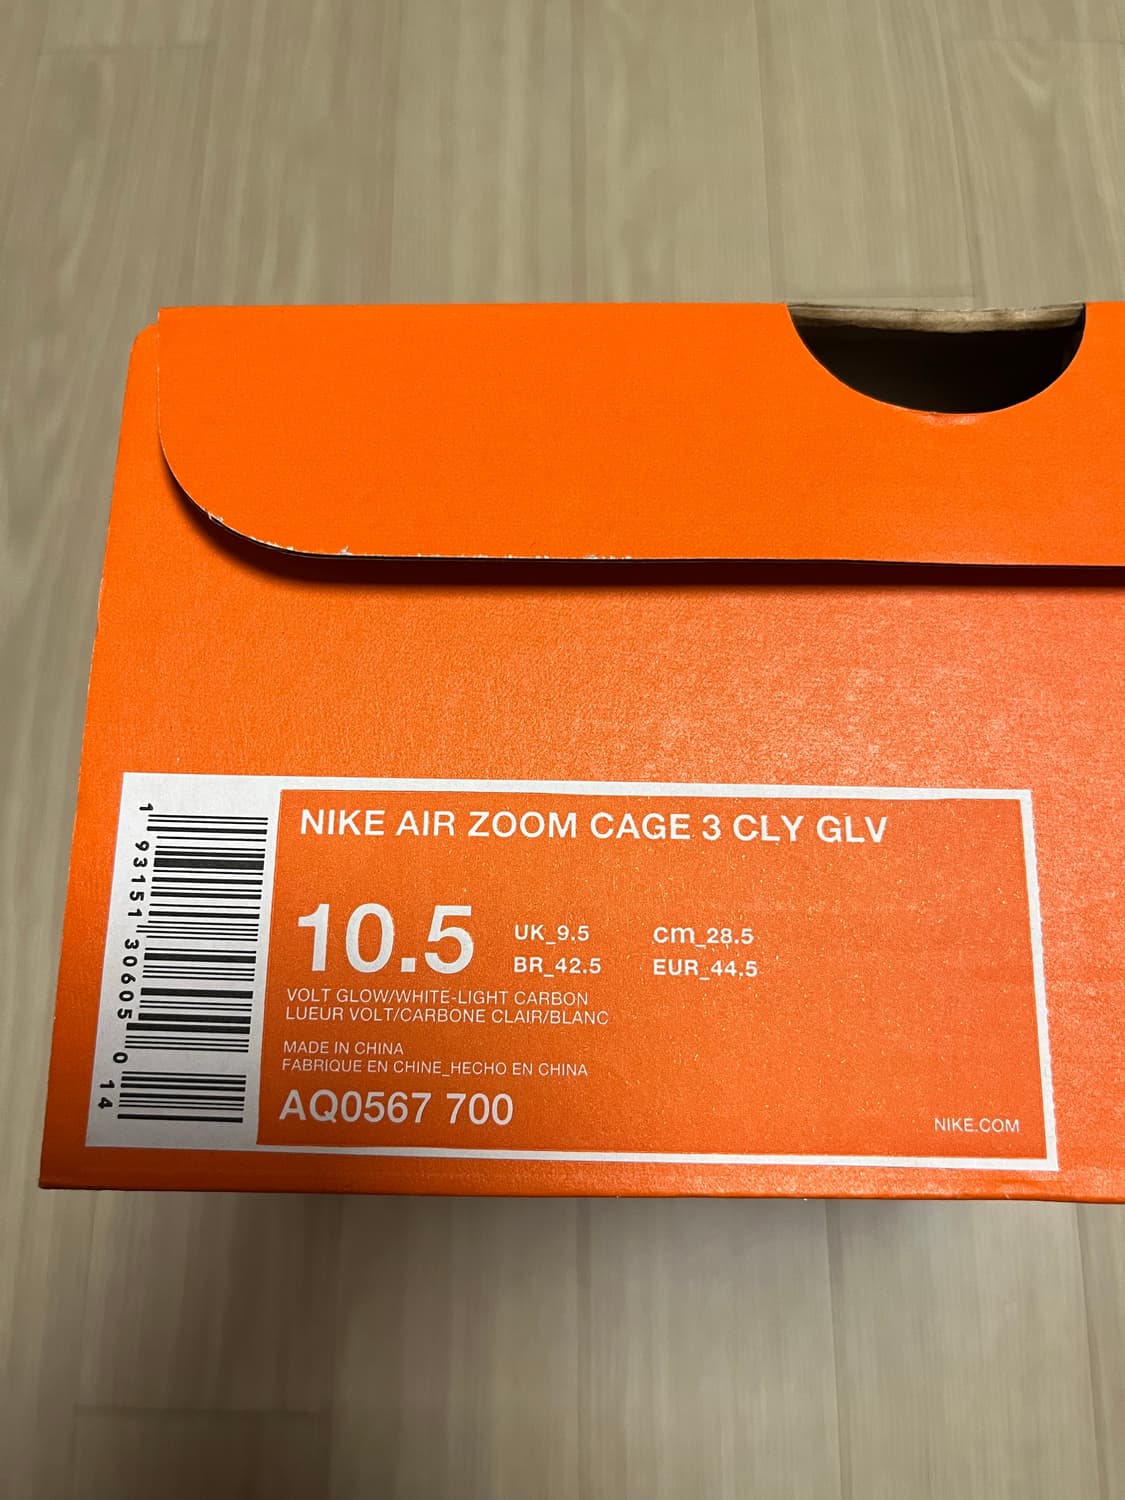 NIKE AIR ZOOM CAGE 3 CLY GLV
10.5
UK_9.5 cm_28.5
BR_42.5 EUR_44.5
VOLT GLOW/WHITE-LIGHT CARBON
LUEUR VOLT/CARBONE CLAIR/BLANC
MADE IN CHINA
FABRIQUE EN CHINE_HECHO EN CHINA
AQ0567 700
NIKE.COM
1 93151 30605 0 14